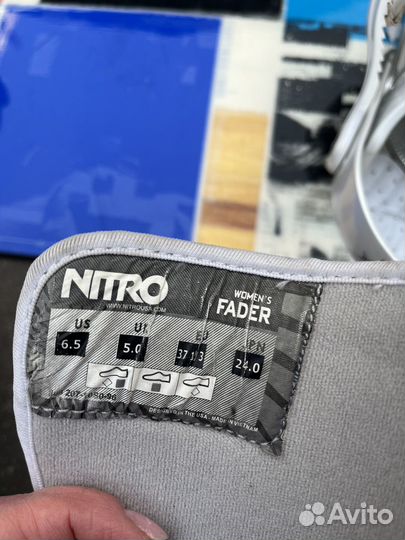 NITRO
WWW.NITROUSA.COM
WOMEN'S
FADER
US
6.5
UK
5.0
EU
37 1/3
24.0
DESIGNED IN THE USA - MADE IN VIETNAM
Avito